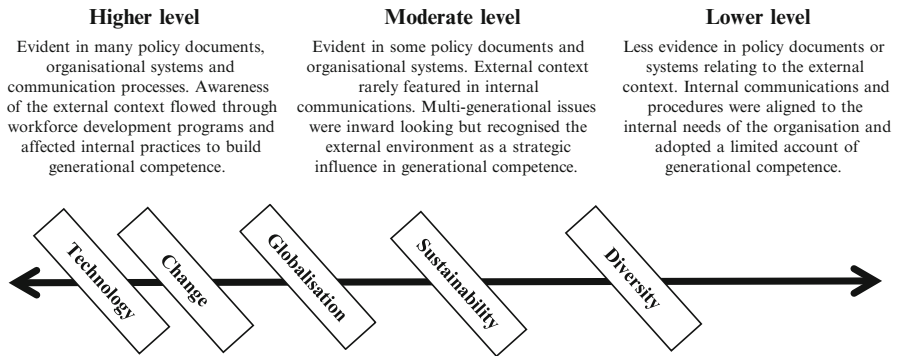 Higher level
Evident in many policy documents,
organisational systems and
communication processes. Awareness
of the external context flowed through
workforce development programs and
affected internal practices to build
generational competence.
Moderate level
Evident in some policy documents and
organisational systems. External context
rarely featured in internal
communications. Multi-generational issues
were inward looking but recognised the
external environment as a strategic
influence in generational competence.
Lower level
Less evidence in policy documents or
systems relating to the external
context. Internal communications and
procedures were aligned to the
internal needs of the organisation and
adopted a limited account of
generational competence.
Technology
Change
Globalisation
Sustainability
Diversity